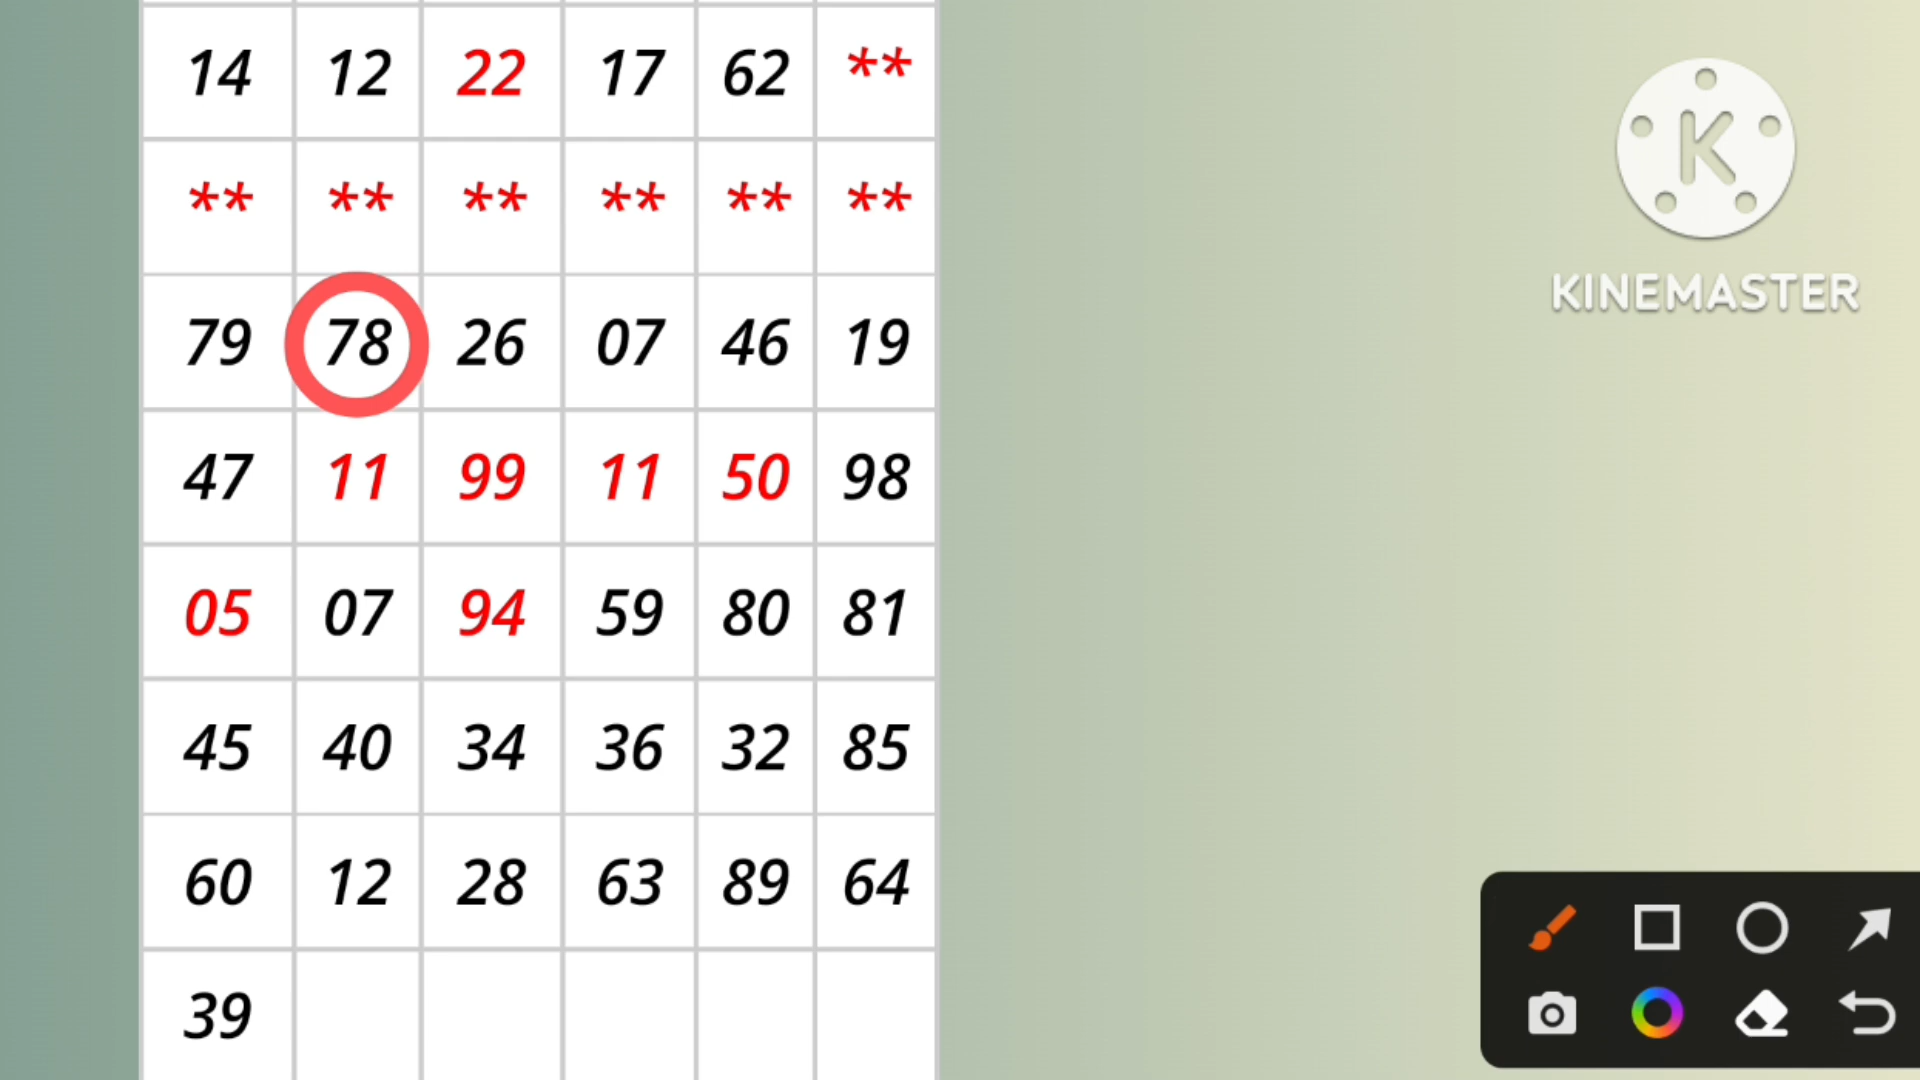 14 12 22 17 62 **
** ** ** ** ** **
79 78 26 07 46 19
47 11 99 11 50 98
05 07 94 59 80 81
45 40 34 36 32 85
60 12 28 63 89 64
39
K
KINEMASTER